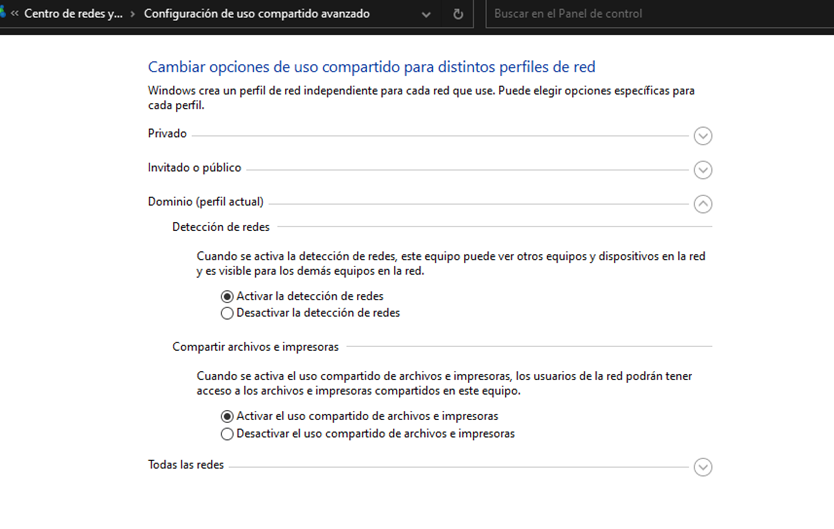 « Centro de redes y... > Configuración de uso compartido avanzado
Buscar en el Panel de control
Cambiar opciones de uso compartido para distintos perfiles de red
Windows crea un perfil de red independiente para cada red que use. Puede elegir opciones específicas para
cada perfil.
Privado
Invitado o público
Dominio (perfil actual)
Detección de redes
Cuando se activa la detección de redes, este equipo puede ver otros equipos y dispositivos en la red
y es visible para los demás equipos en la red.
Activar la detección de redes
Desactivar la detección de redes
Compartir archivos e impresoras
Cuando se activa el uso compartido de archivos e impresoras, los usuarios de la red podrán tener
acceso a los archivos e impresoras compartidos en este equipo.
Activar el uso compartido de archivos e impresoras
Desactivar el uso compartido de archivos e impresoras
Todas las redes